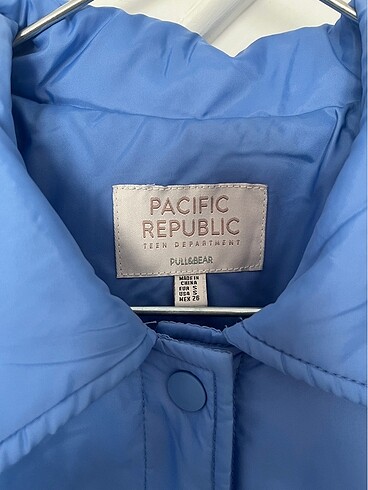 PACIFIC
REPUBLIC
TEEN DEPARTMENT
PULL&BEAR
MADE IN
CHINA
EUR S
USA S
MEX 26